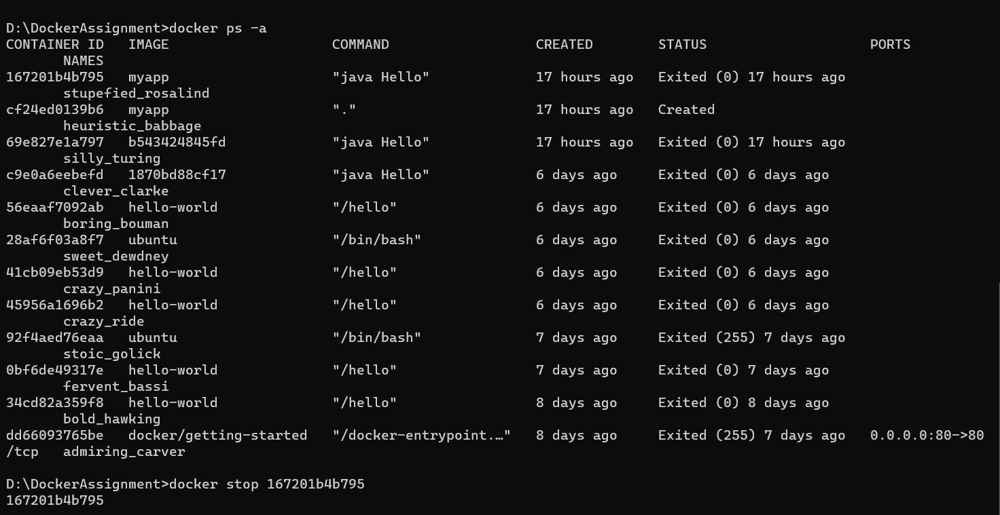 D:\DockerAssignment>docker ps -a
CONTAINER ID   IMAGE                    COMMAND                  CREATED        STATUS                    PORTS
       NAMES
167201b4b795   myapp                    "java Hello"             17 hours ago   Exited (0) 17 hours ago
       stupefied_rosalind
cf24ed0139b6   myapp                    "."                      17 hours ago   Created
       heuristic_babbage
69e827e1a797   b543424845fd             "java Hello"             17 hours ago   Exited (0) 17 hours ago
       silly_turing
c9e0a6eebefd   1870bd88cf17             "java Hello"             6 days ago     Exited (0) 6 days ago
       clever_clarke
56eaaf7092ab   hello-world              "/hello"                 6 days ago     Exited (0) 6 days ago
       boring_bouman
28af6f03a8f7   ubuntu                   "/bin/bash"              6 days ago     Exited (0) 6 days ago
       sweet_dewdney
41cb09eb53d9   hello-world              "/hello"                 6 days ago     Exited (0) 6 days ago
       crazy_panini
45956a1696b2   hello-world              "/hello"                 6 days ago     Exited (0) 6 days ago
       crazy_ride
92f4aed76eaa   ubuntu                   "/bin/bash"              7 days ago     Exited (255) 7 days ago
       stoic_golick
0bf6de49317e   hello-world              "/hello"                 7 days ago     Exited (0) 7 days ago
       fervent_bassi
34cd82a359f8   hello-world              "/hello"                 8 days ago     Exited (0) 8 days ago
       bold_hawking
dd66093765be   docker/getting-started   "/docker-entrypoint.…"   8 days ago     Exited (255) 7 days ago   0.0.0.0:80->80
/tcp   admiring_carver
D:\DockerAssignment>docker stop 167201b4b795
167201b4b795